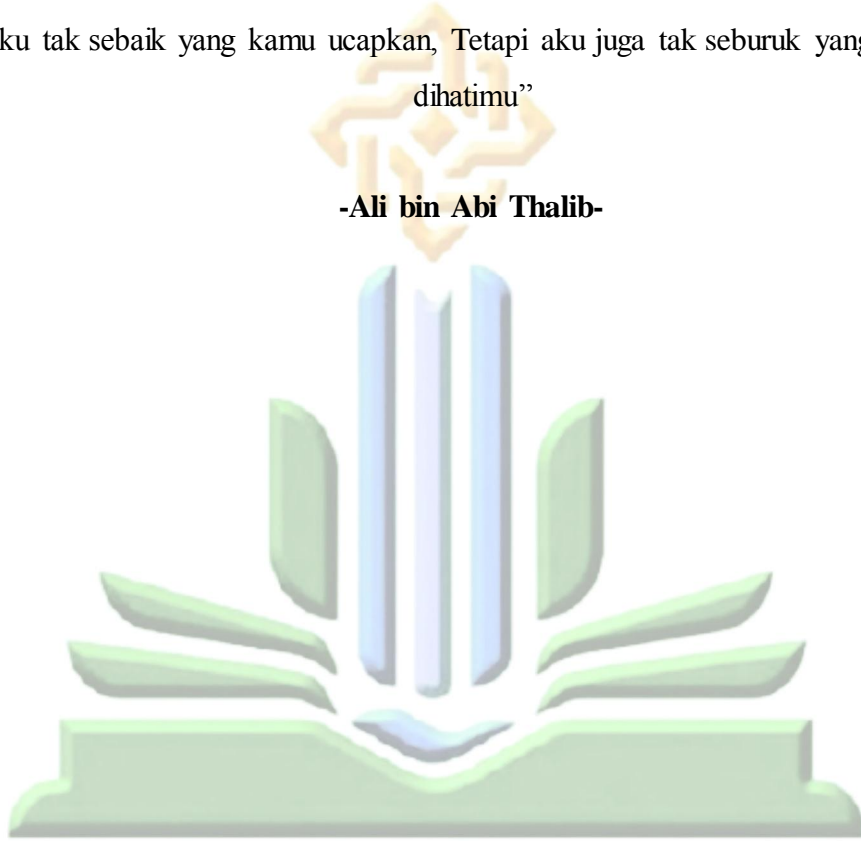 ku tak sebaik yang kamu ucapkan, Tetapi aku juga tak seburuk yang
dihatimu”
-Ali bin Abi Thalib-